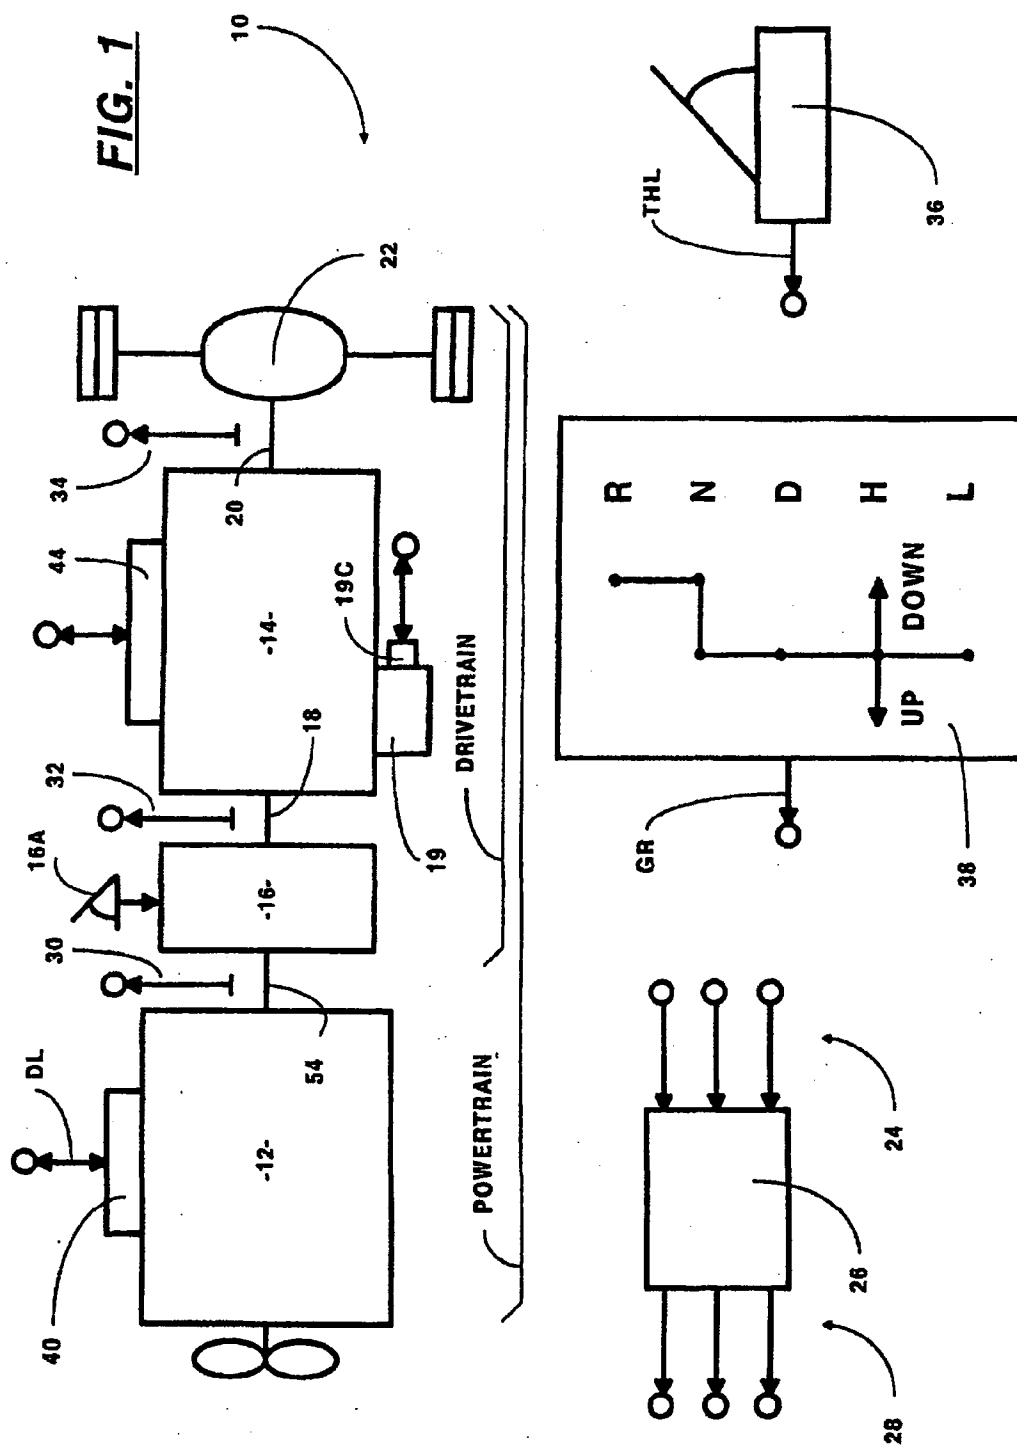 FIG. 1
10
DL
40
-12-
54
30
16A
-16-
32
18
44
-14-
19
19C
34
20
22
DRIVETRAIN
POWERTRAIN
28
26
24
GR
38
R
N
D
H
L
UP
DOWN
THL
36